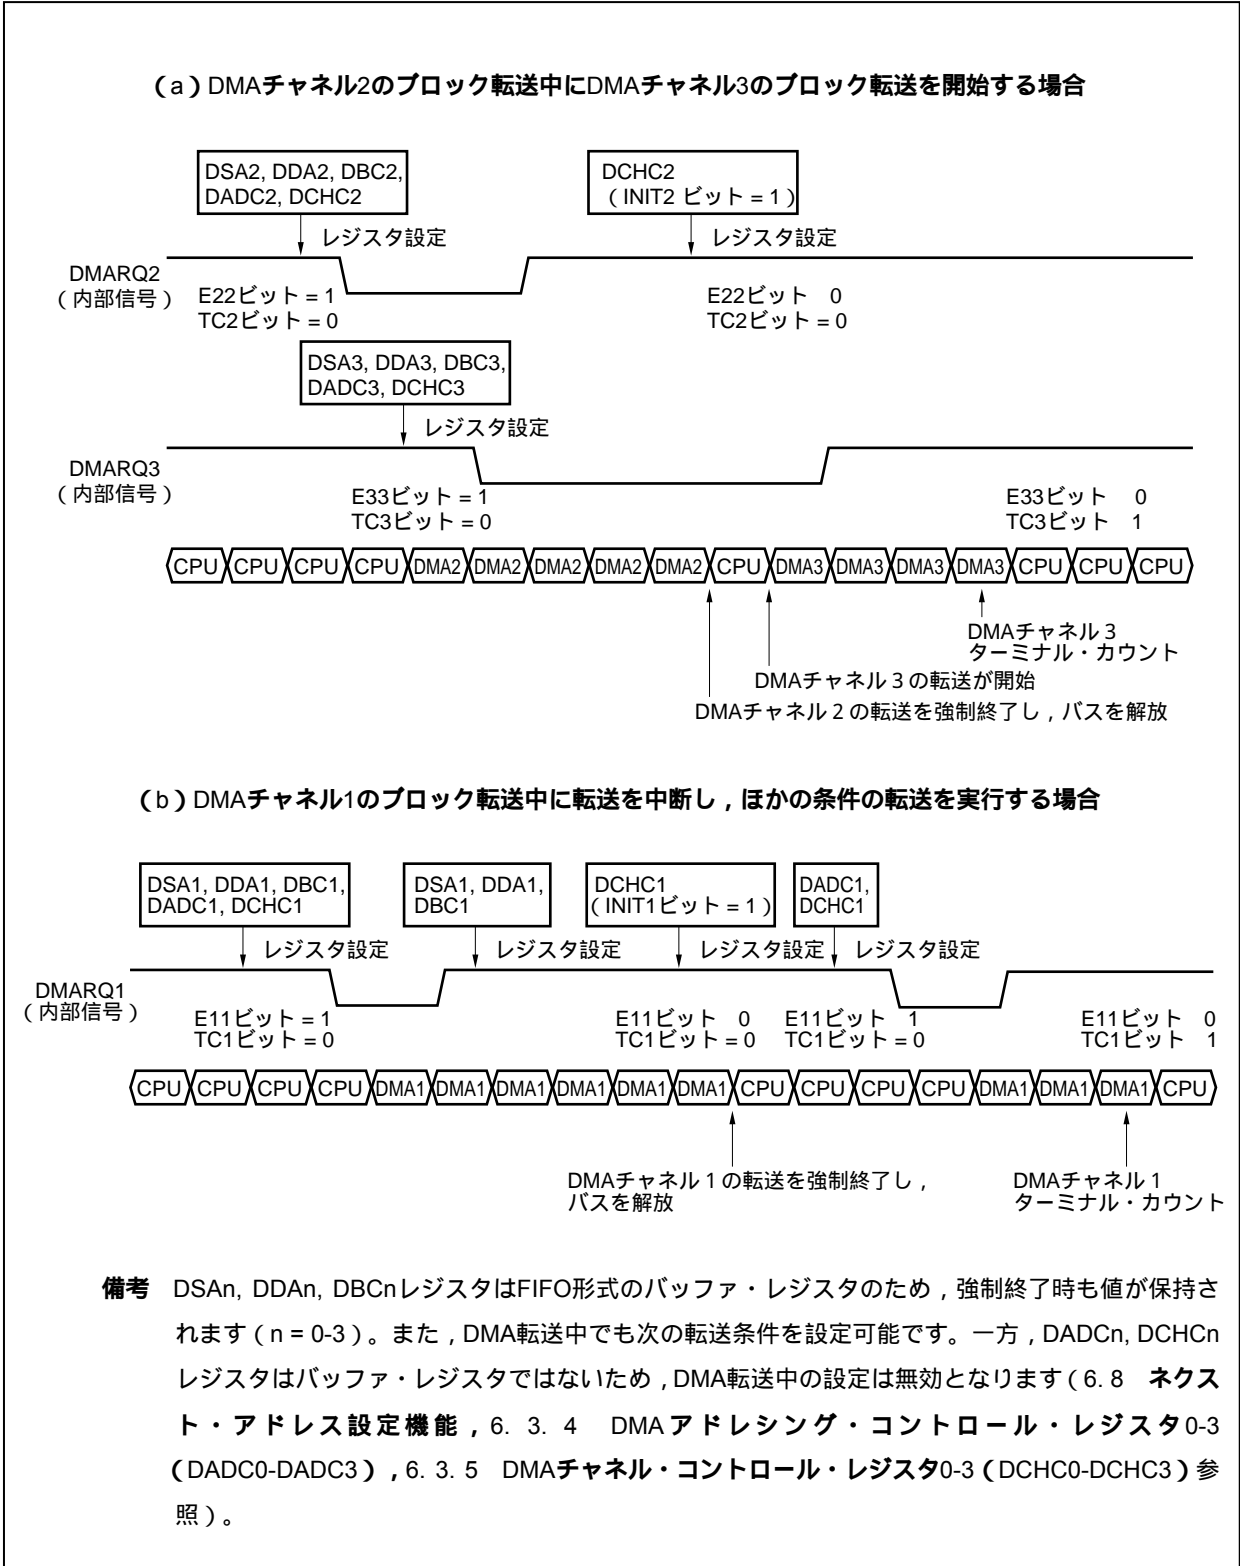 (a)DMAチャネル2のブロック転送中にDMAチャネル3のブロック転送を開始する場合
DSA2, DDA2, DBC2,
DADC2, DCHC2
DCHC2
(INIT2 ビット = 1)
レジスタ設定
レジスタ設定
DMARQ2
(内部信号)
E22ビット = 1
TC2ビット = 0
E22ビット 0
TC2ビット = 0
DSA3, DDA3, DBC3,
DADC3, DCHC3
レジスタ設定
DMARQ3
(内部信号)
E33ビット = 1
TC3ビット = 0
E33ビット 0
TC3ビット 1
CPU CPU CPU CPU DMA2 DMA2 DMA2 DMA2 DMA2 CPU DMA3 DMA3 DMA3 DMA3 CPU CPU CPU
DMAチャネル3
ターミナル・カウント
DMAチャネル3の転送が開始
DMAチャネル2の転送を強制終了し,バスを解放
(b)DMAチャネル1のブロック転送中に転送を中断し,ほかの条件の転送を実行する場合
DSA1, DDA1, DBC1,
DADC1, DCHC1
DSA1, DDA1,
DBC1
DCHC1
(INIT1ビット = 1)
DADC1,
DCHC1
レジスタ設定
レジスタ設定
レジスタ設定
レジスタ設定
DMARQ1
(内部信号)
E11ビット = 1
TC1ビット = 0
E11ビット 0
TC1ビット = 0
E11ビット 1
TC1ビット = 0
E11ビット 0
TC1ビット 1
CPU CPU CPU CPU DMA1 DMA1 DMA1 DMA1 DMA1 DMA1 CPU CPU CPU CPU DMA1 DMA1 DMA1 CPU
DMAチャネル1の転送を強制終了し,
バスを解放
DMAチャネル1
ターミナル・カウント
備考 DSAn, DDAn, DBCnレジスタはFIFO形式のバッファ・レジスタのため,強制終了時も値が保持さ
れます(n = 0-3)。また,DMA転送中でも次の転送条件を設定可能です。一方,DADCn, DCHCn
レジスタはバッファ・レジスタではないため,DMA転送中の設定は無効となります(6. 8 ネクス
ト・アドレス設定機能,6. 3. 4 DMAアドレシング・コントロール・レジスタ0-3
(DADC0-DADC3),6. 3. 5 DMAチャネル・コントロール・レジスタ0-3(DCHC0-DCHC3)参
照)。